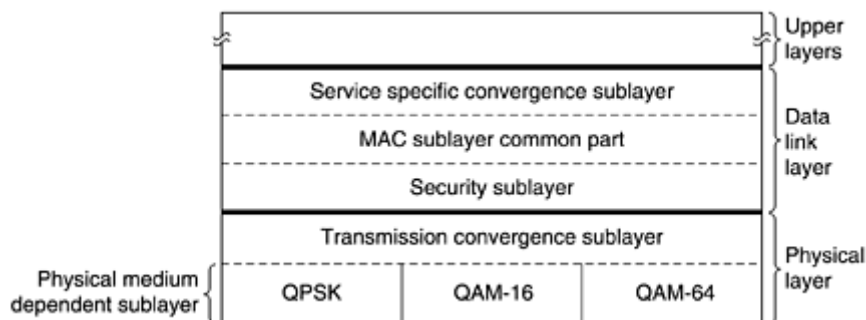 Upper
layers
Service specific convergence sublayer
MAC sublayer common part
Security sublayer
Data
link
layer
Transmission convergence sublayer
Physical
layer
Physical medium
dependent sublayer
QPSK
QAM-16
QAM-64